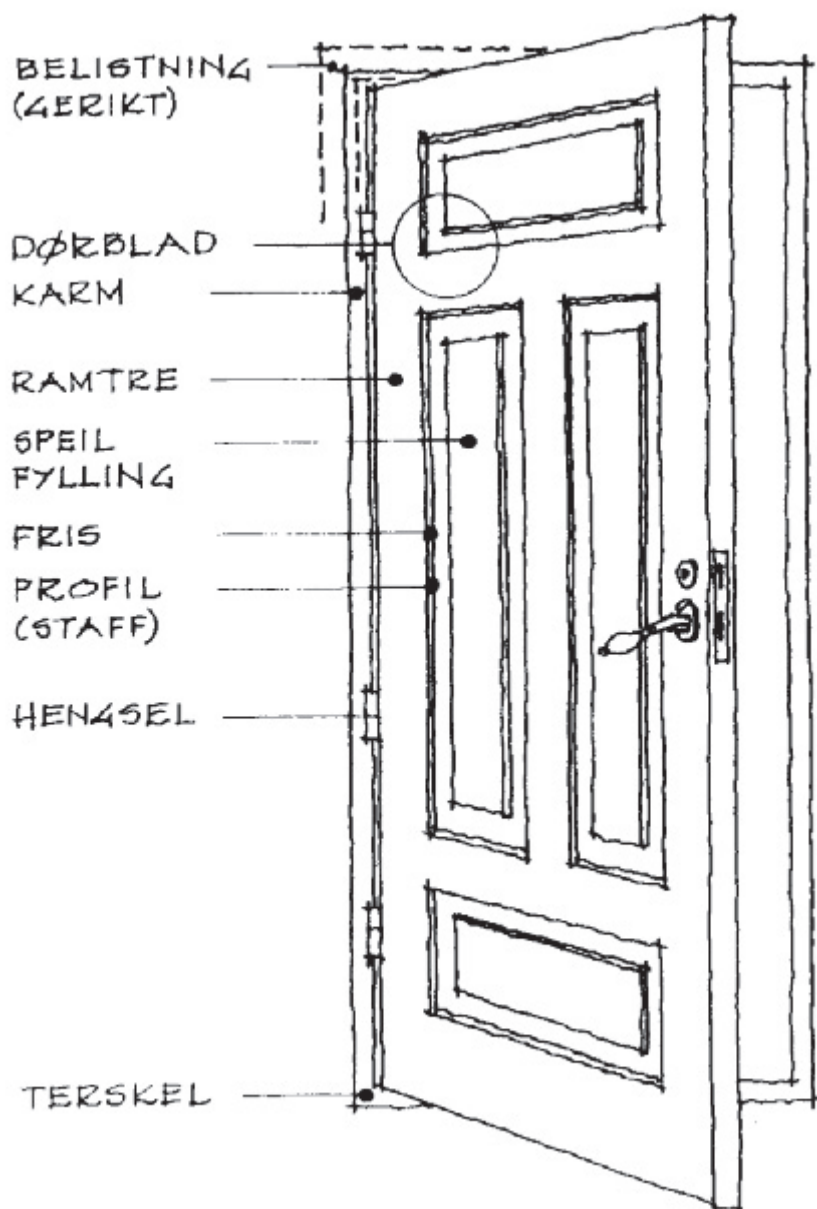 BELISTNING
(GERIKT)
DØRBLAD
KARM
RAMTRE
SPEIL
FYLLING
FRIS
PROFIL
(STAFF)
HENGSEL
TERSKEL